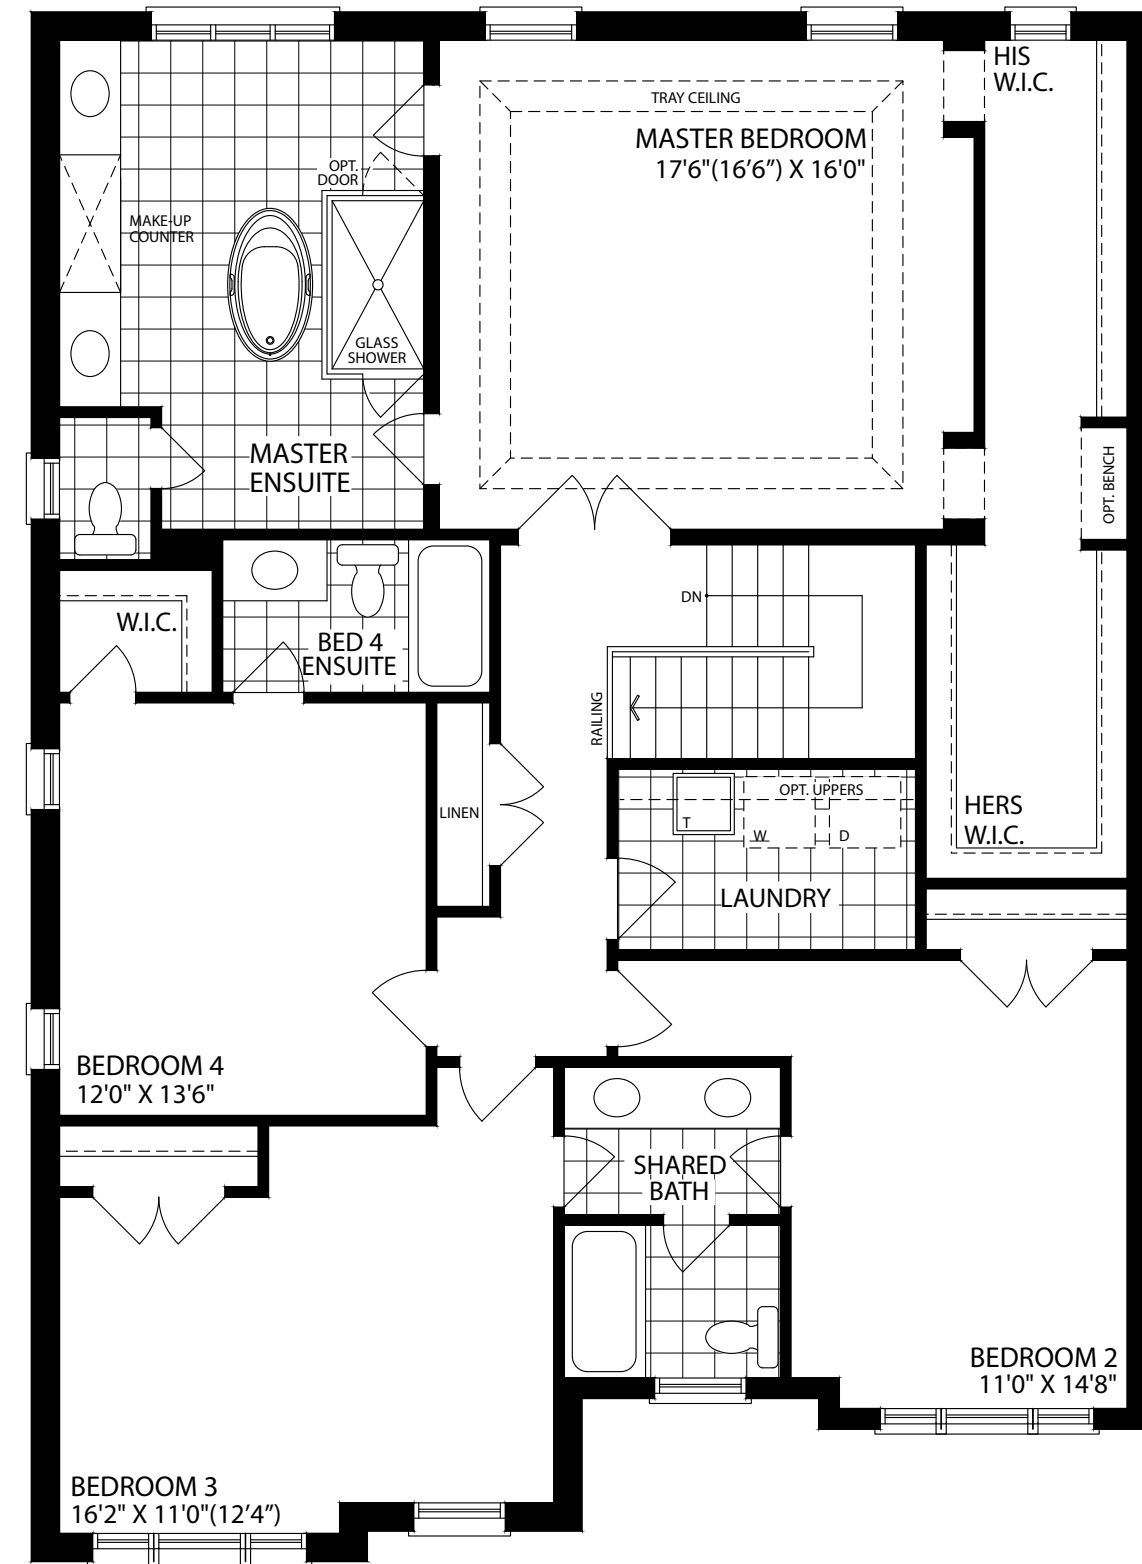 HIS
W.I.C.
TRAY CEILING
MASTER BEDROOM
17'6"(16'6") X 16'0"
OPT.
DOOR
MAKE-UP
COUNTER
GLASS
SHOWER
MASTER
ENSUITE
OPT. BENCH
W.I.C.
BED 4
ENSUITE
DN
RAILING
LINEN
OPT. UPPERS
T
W
D
LAUNDRY
HERS
W.I.C.
BEDROOM 4
12'0" X 13'6"
SHARED
BATH
BEDROOM 2
11'0" X 14'8"
BEDROOM 3
16'2" X 11'0"(12'4")